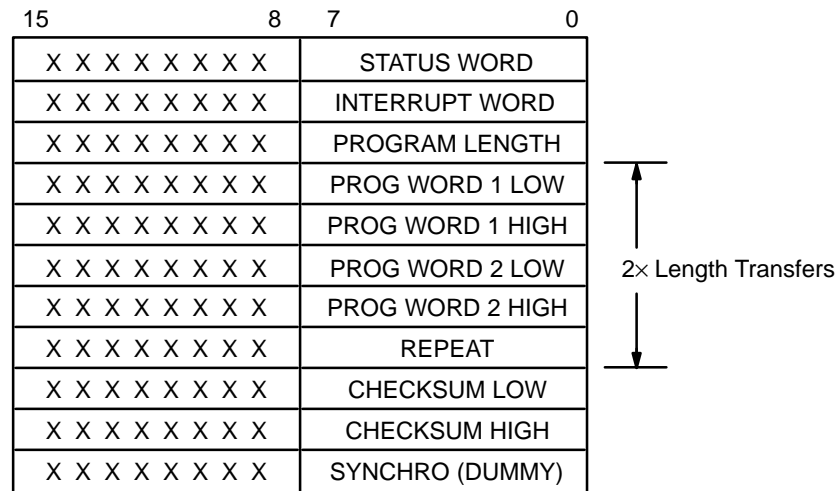 15 8 7 0
X X X X X X X X STATUS WORD
X X X X X X X X INTERRUPT WORD
X X X X X X X X PROGRAM LENGTH
X X X X X X X X PROG WORD 1 LOW
X X X X X X X X PROG WORD 1 HIGH
X X X X X X X X PROG WORD 2 LOW
2× Length Transfers
X X X X X X X X PROG WORD 2 HIGH
X X X X X X X X REPEAT
X X X X X X X X CHECKSUM LOW
X X X X X X X X CHECKSUM HIGH
X X X X X X X X SYNCHRO (DUMMY)